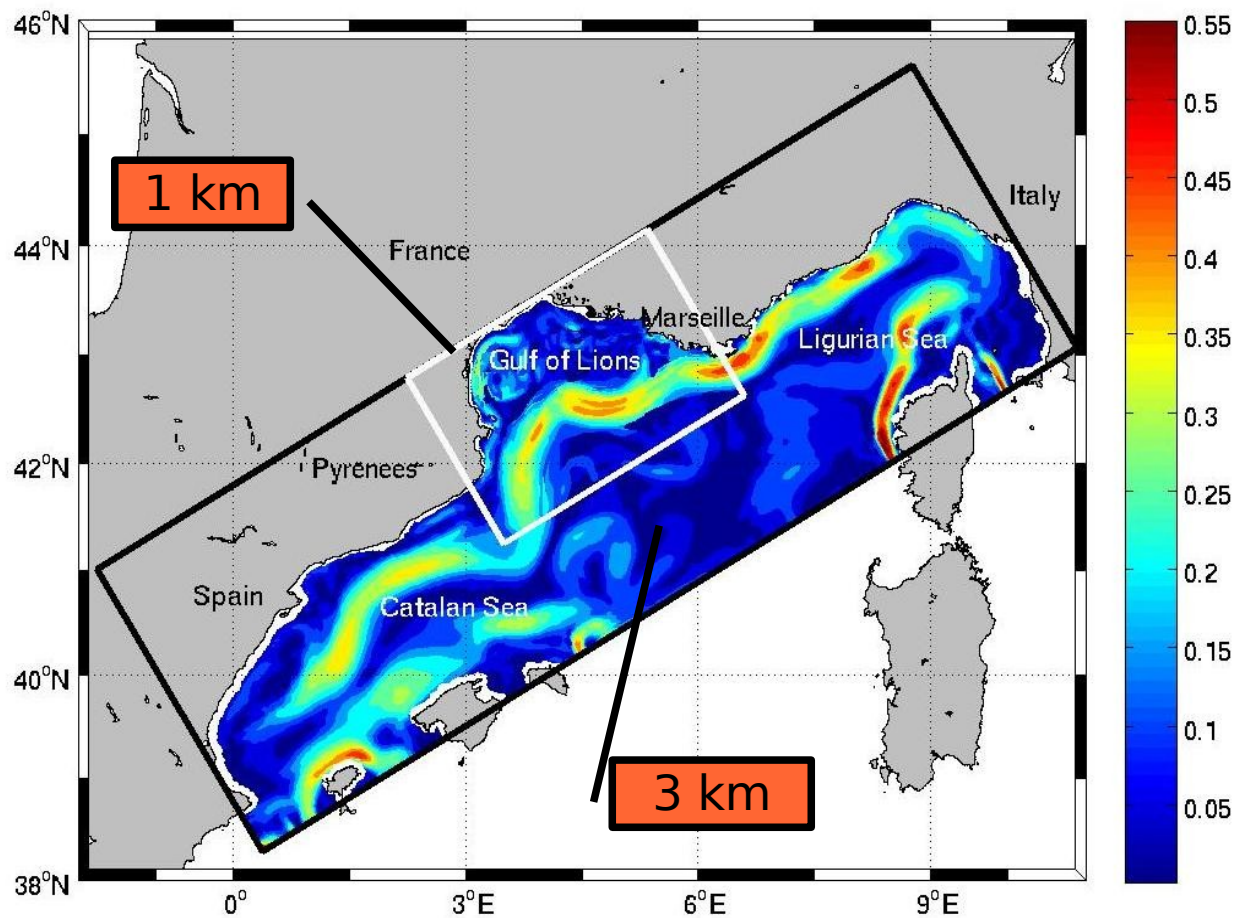 46°N
44°N
42°N
40°N
38°N
0°
3°E
6°E
9°E
1 km
3 km
France
Italy
Marseille
Ligurian Sea
Gulf of Lions
Pyrenees
Spain
Catalan Sea
0.55
0.5
0.45
0.4
0.35
0.3
0.25
0.2
0.15
0.1
0.05